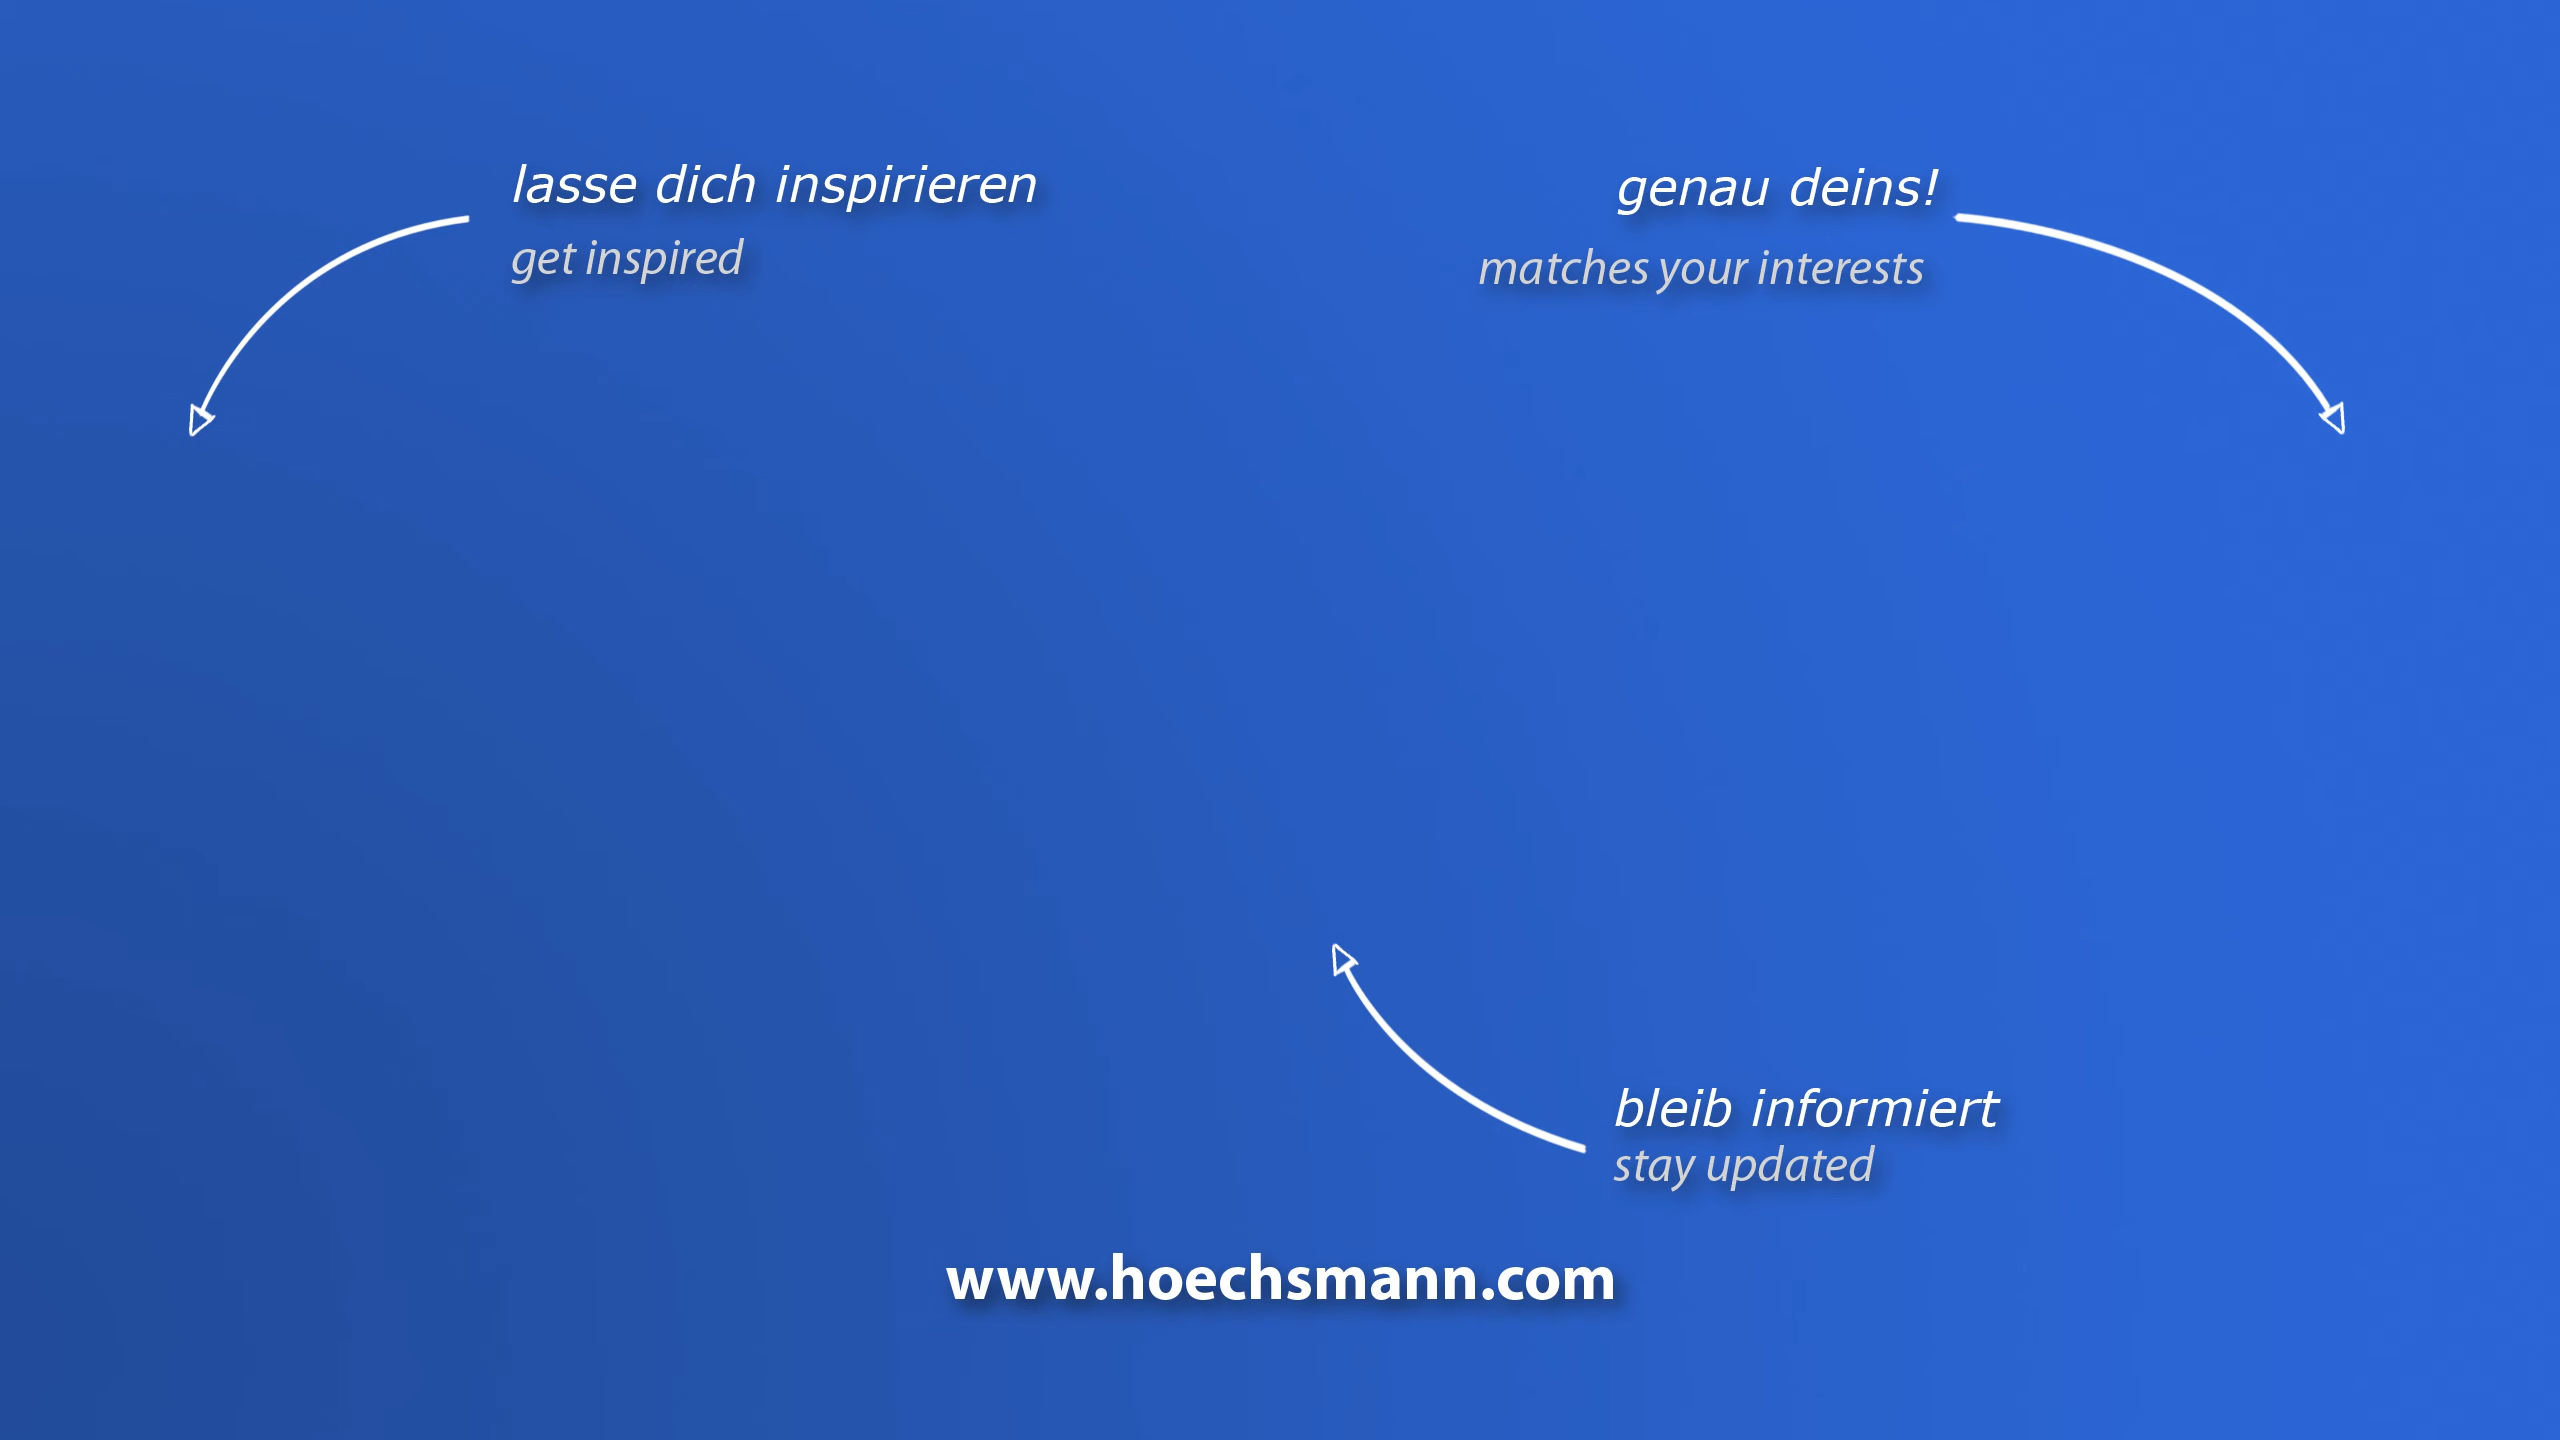 lasse dich inspirieren
get inspired
genau deins!
matches your interests
bleib informiert
stay updated
www.hoechsmann.com